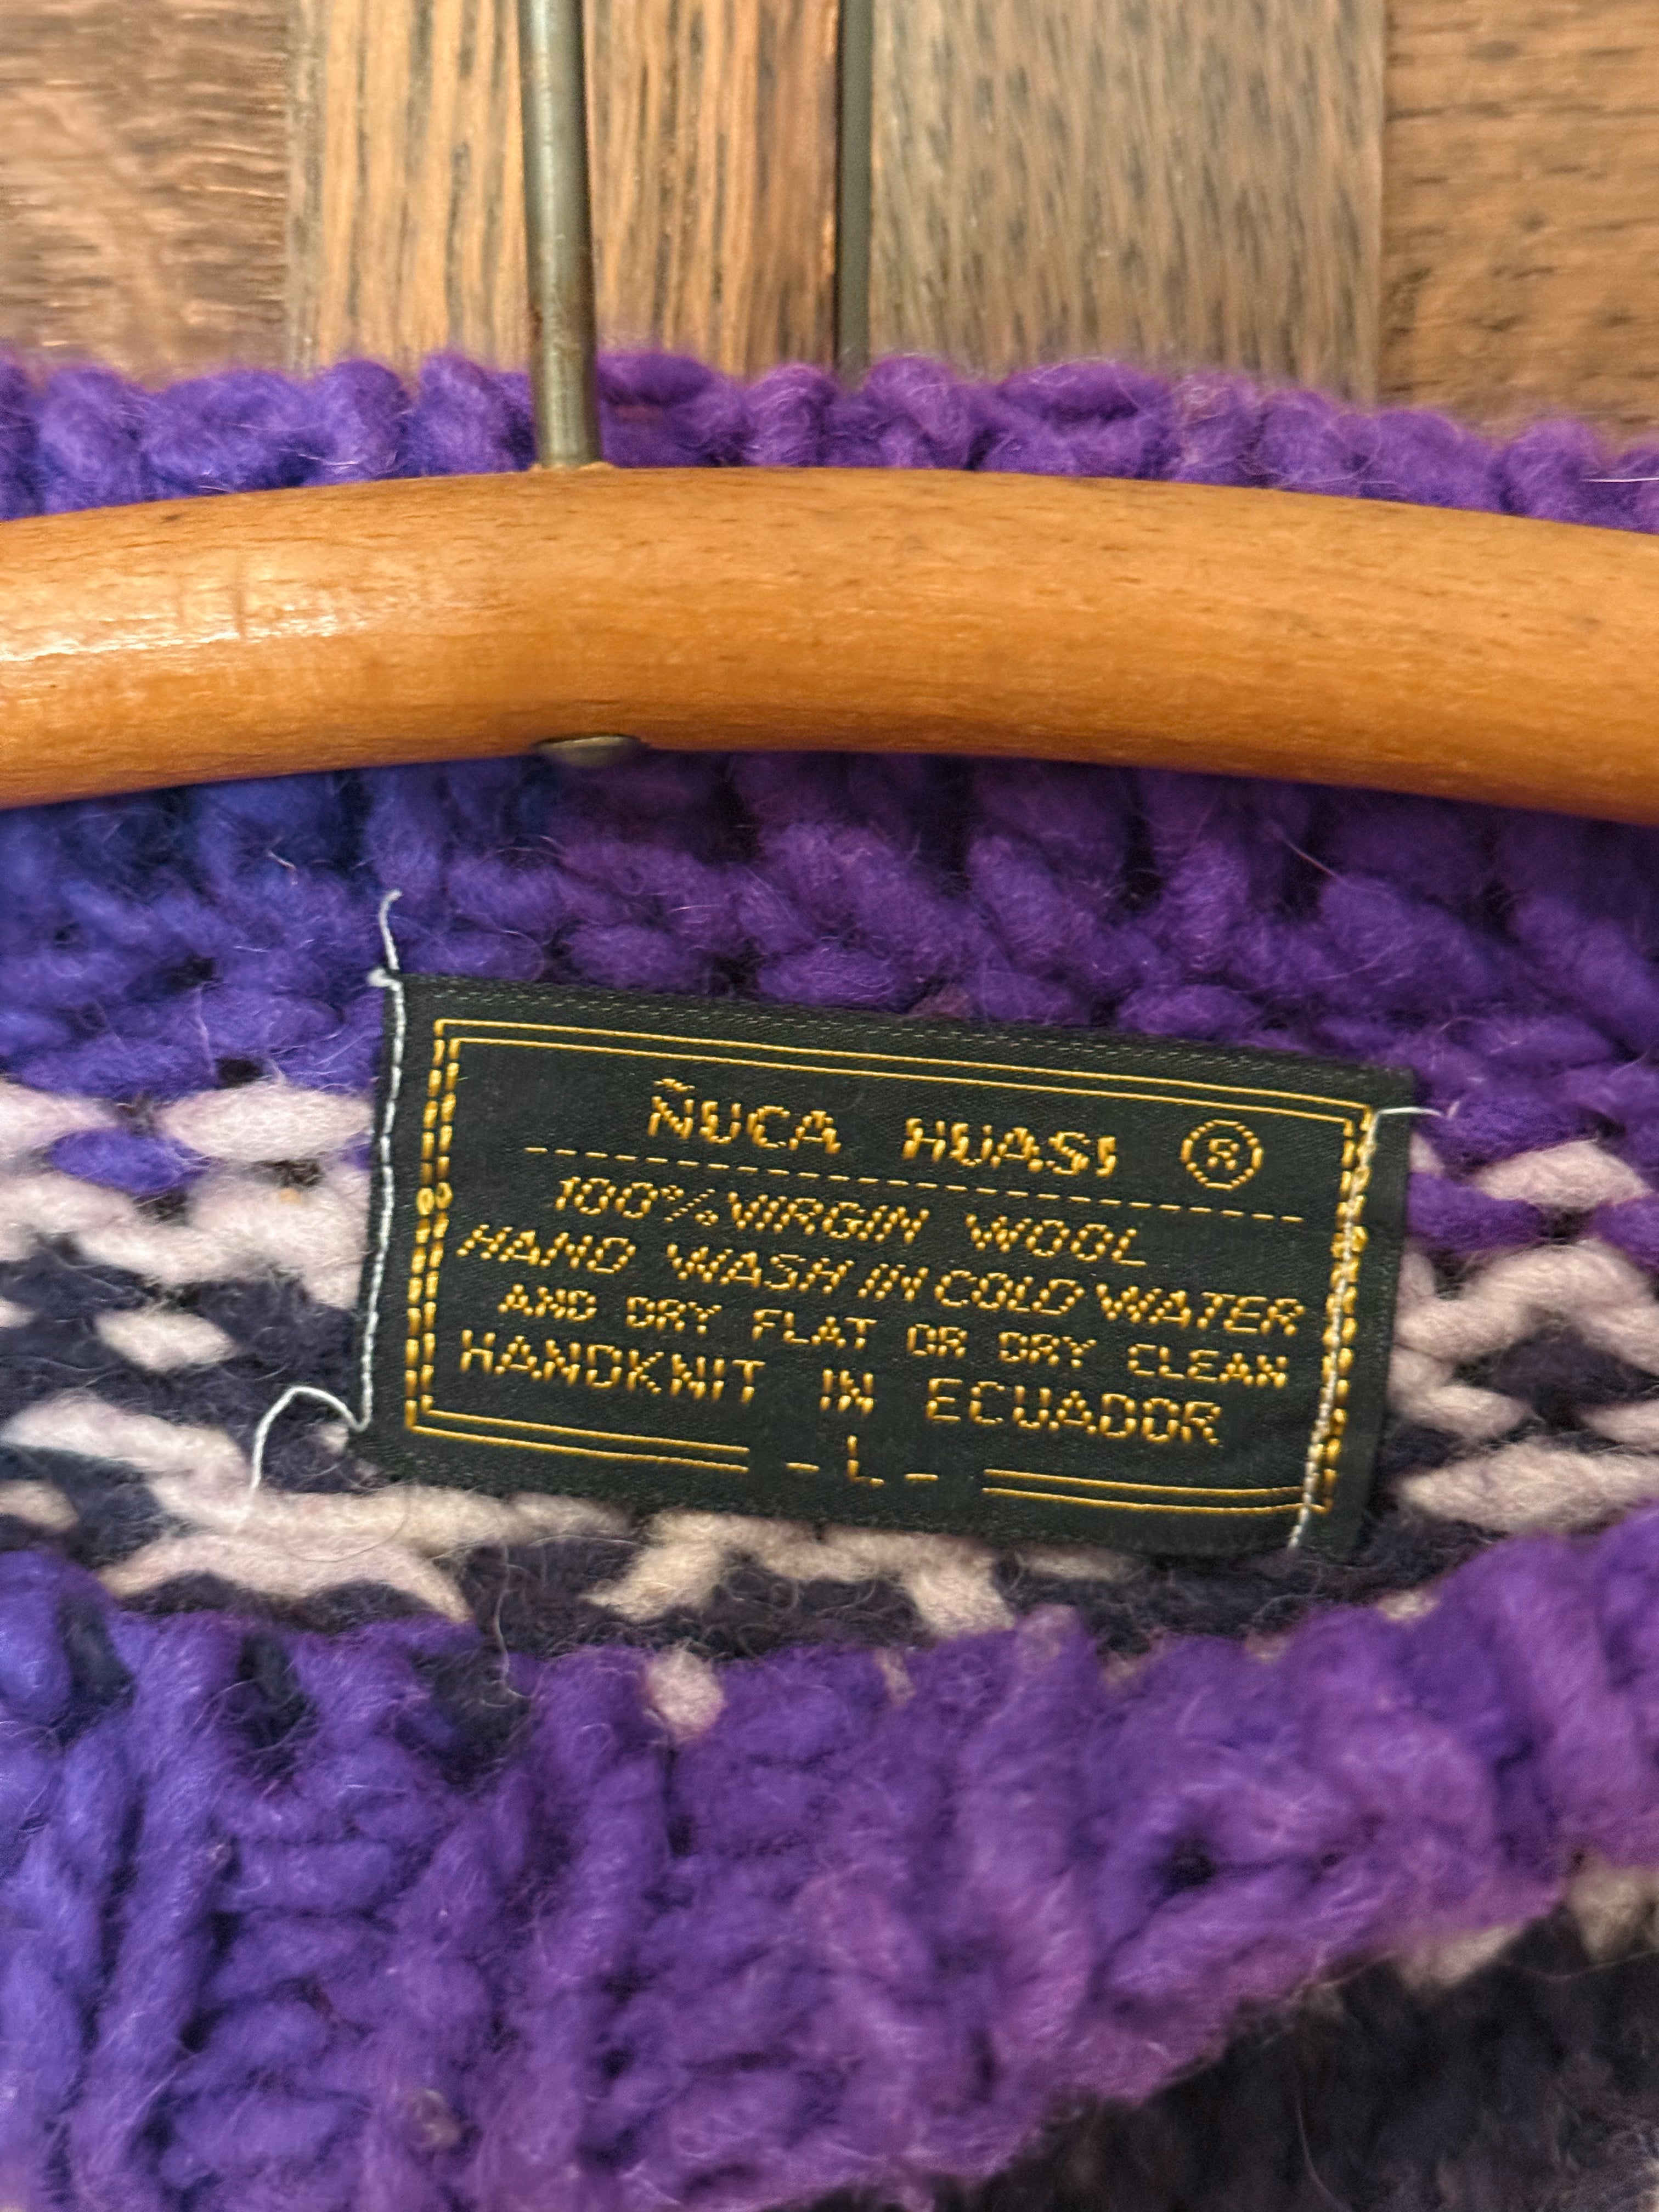 ÑUCA HUASI ®
100% VIRGIN WOOL
HAND WASH IN COLD WATER
AND DRY FLAT OR DRY CLEAN
HANDKNIT IN ECUADOR
- L -